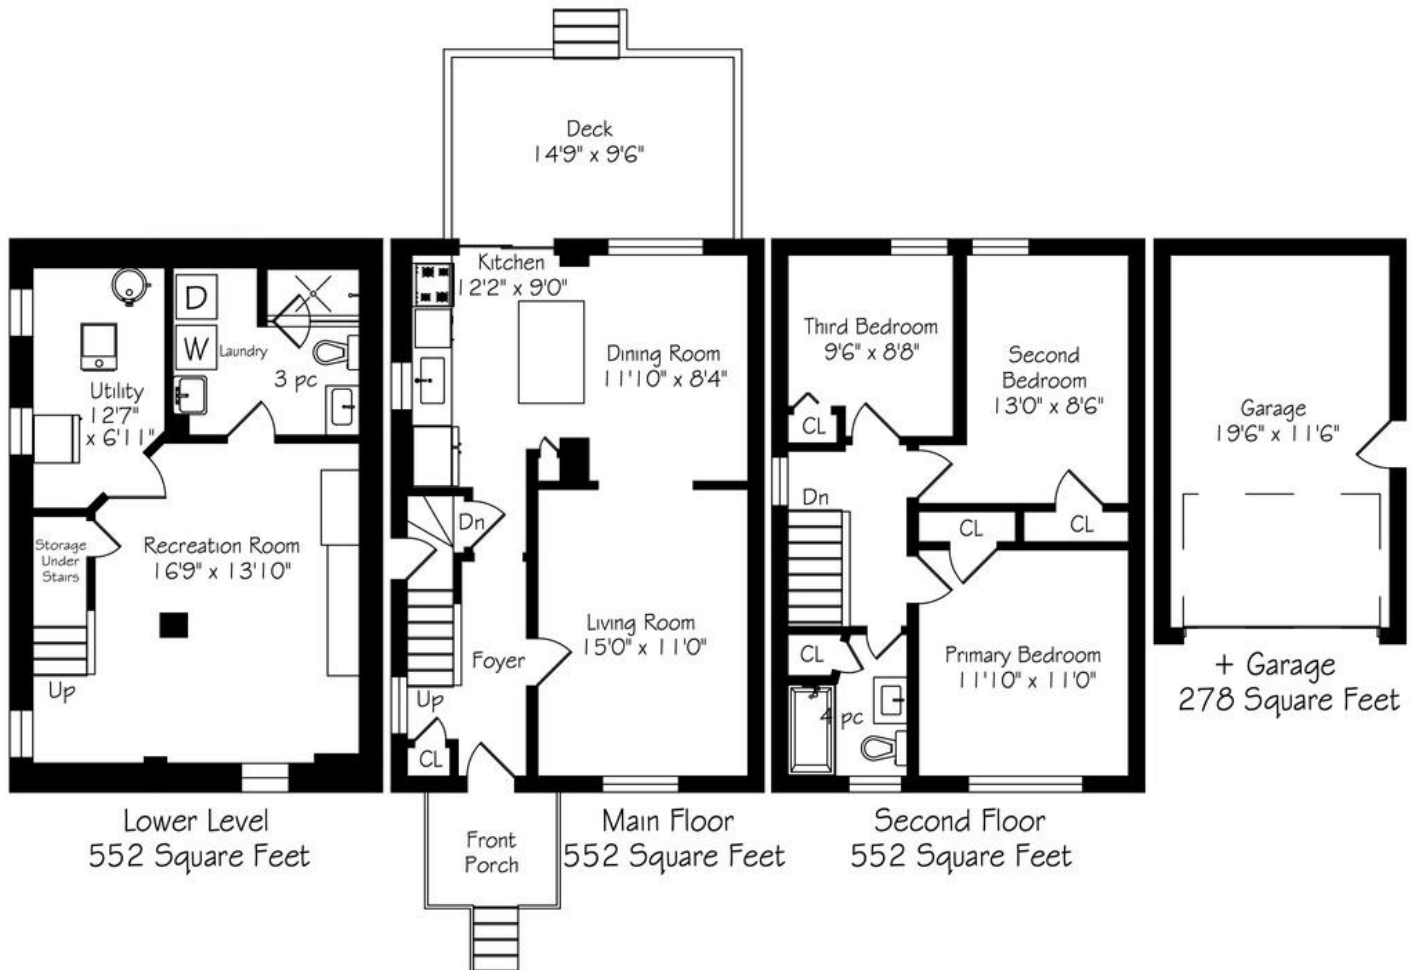 Deck
14'9" x 9'6"
Utility
12'7"
x 6'11"
D
W
Laundry
3 pc
Storage
Under
Stairs
Recreation Room
16'9" x 13'10"
Up
Lower Level
552 Square Feet
Kitchen
12'2" x 9'0"
Dining Room
11'10" x 8'4"
Dn
Living Room
15'0" x 11'0"
Foyer
Up
CL
Front
Porch
Main Floor
552 Square Feet
Third Bedroom
9'6" x 8'8"
CL
Second
Bedroom
13'0" x 8'6"
Dn
CL
CL
CL
4 pc
Primary Bedroom
11'10" x 11'0"
Second Floor
552 Square Feet
Garage
19'6" x 11'6"
+ Garage
278 Square Feet